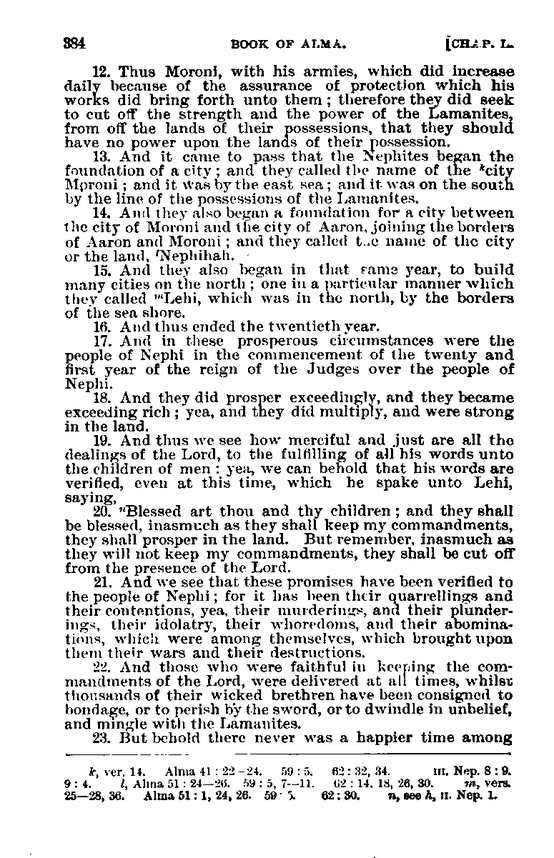 384 BOOK OF ALMA. [CHAP. L.
12. Thus Moroni, with his armies, which did increase
daily because of the assurance of protection which his
works did bring forth unto them; therefore they did seek
to cut off the strength and the power of the Lamanites,
from off the lands of their possessions, that they should
have no power upon the lands of their possession.
13. And it came to pass that the Nephites began the
foundation of a city; and they called the name of the kcity
Moroni; and it was by the east sea; and it was on the south
by the line of the possessions of the Lamanites.
14. And they also began a foundation for a city between
the city of Moroni and the city of Aaron, joining the borders
of Aaron and Moroni; and they called t..e name of the city
or the land, lNephihah.
15. And they also began in that same year, to build
many cities on the north; one in a particular manner which
they called mLehi, which was in the north, by the borders
of the sea shore.
16. And thus ended the twentieth year.
17. And in these prosperous circumstances were the
people of Nephi in the commencement of the twenty and
first year of the reign of the Judges over the people of
Nephi.
18. And they did prosper exceedingly, and they became
exceeding rich; yea, and they did multiply, and were strong
in the land.
19. And thus we see how merciful and just are all the
dealings of the Lord, to the fulfilling of all his words unto
the children of men: yea, we can behold that his words are
verified, even at this time, which he spake unto Lehi,
saying,
20. nBlessed art thou and thy children; and they shall
be blessed, inasmuch as they shall keep my commandments,
they shall prosper in the land. But remember, inasmuch as
they will not keep my commandments, they shall be cut off
from the presence of the Lord.
21. And we see that these promises have been verified to
the people of Nephi; for it has been their quarrellings and
their contentions, yea, their murderings, and their plunder-
ings, their idolatry, their whoredoms, and their abomina-
tions, which were among themselves, which brought upon
them their wars and their destructions.
22. And those who were faithful in keeping the com-
mandments of the Lord, were delivered at all times, whilst
thousands of their wicked brethren have been consigned to
bondage, or to perish by the sword, or to dwindle in unbelief,
and mingle with the Lamanites.
23. But behold there never was a happier time among
k, ver. 14. Alma 41:22–24. 59:5. 62:32, 34. III. Nep. 8:9.
9:4. l, Alma 51:24—26. 59:5, 7—11. 62:14, 18, 26, 30. m, vers.
25—28, 36. Alma 51:1, 24, 26. 59:5. 62:30. n, see h, II. Nep. 1.